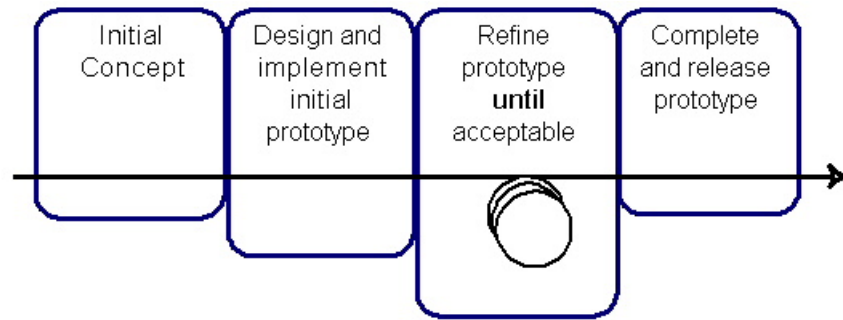 Initial
Concept
Design and
implement
initial
prototype
Refine
prototype
until
acceptable
Complete
and release
prototype